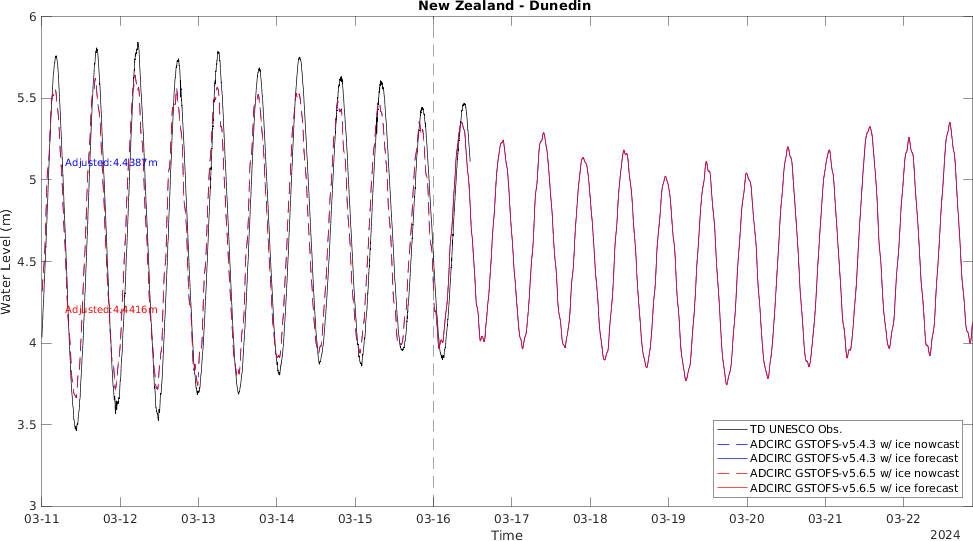 New Zealand - Dunedin
6
5.5
5
4.5
4
3.5
3
Water Level (m)
Adjusted:4.4387m
Adjusted:4.4416m
TD UNESCO Obs.
ADCIRC GSTOFS-v5.4.3 w/ ice nowcast
ADCIRC GSTOFS-v5.4.3 w/ ice forecast
ADCIRC GSTOFS-v5.6.5 w/ ice nowcast
ADCIRC GSTOFS-v5.6.5 w/ ice forecast
03-11 03-12 03-13 03-14 03-15 03-16 03-17 03-18 03-19 03-20 03-21 03-22
Time
2024